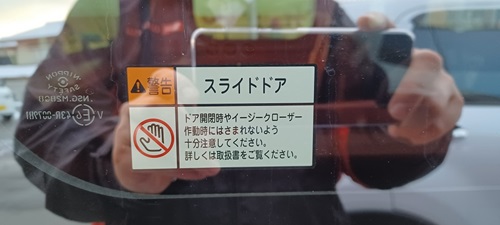 警告
スライドドア
ドア開閉時やイージークローザー
作動時にはさまれないよう
十分注意してください。
詳しくは取扱書をご覧ください。
NIPPON
SAFETY